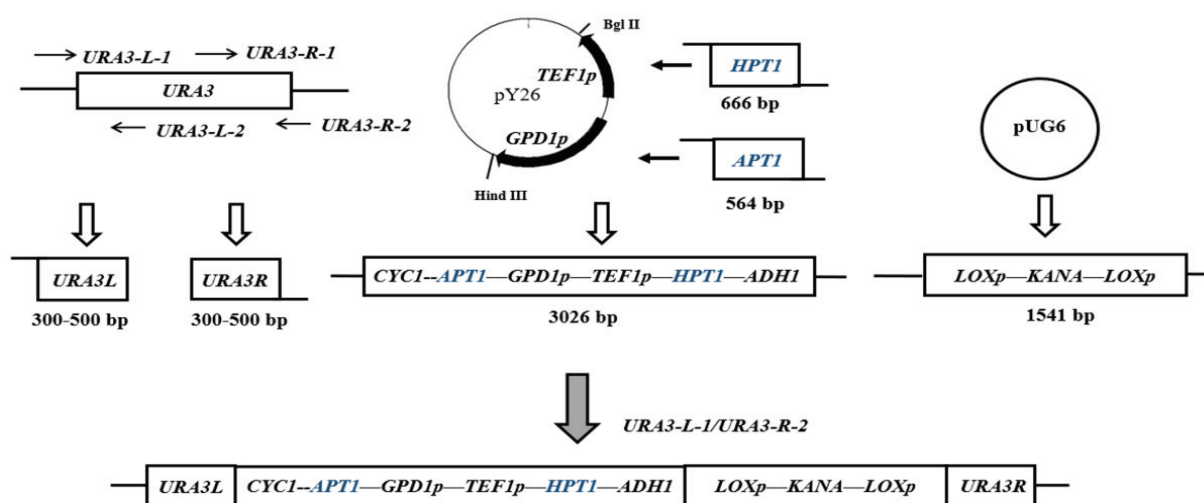 URA3-L-1
URA3-R-1
URA3
URA3-L-2
URA3-R-2
Bgl II
TEF1p
pY26
GPD1p
Hind III
HPT1
666 bp
APT1
564 bp
pUG6
URA3L
300-500 bp
URA3R
300-500 bp
CYC1--APT1—GPD1p—TEF1p—HPT1—ADH1
3026 bp
LOXp—KANA—LOXp
1541 bp
URA3-L-1/URA3-R-2
URA3L
CYC1--APT1—GPD1p—TEF1p—HPT1—ADH1
LOXp—KANA—LOXp
URA3R